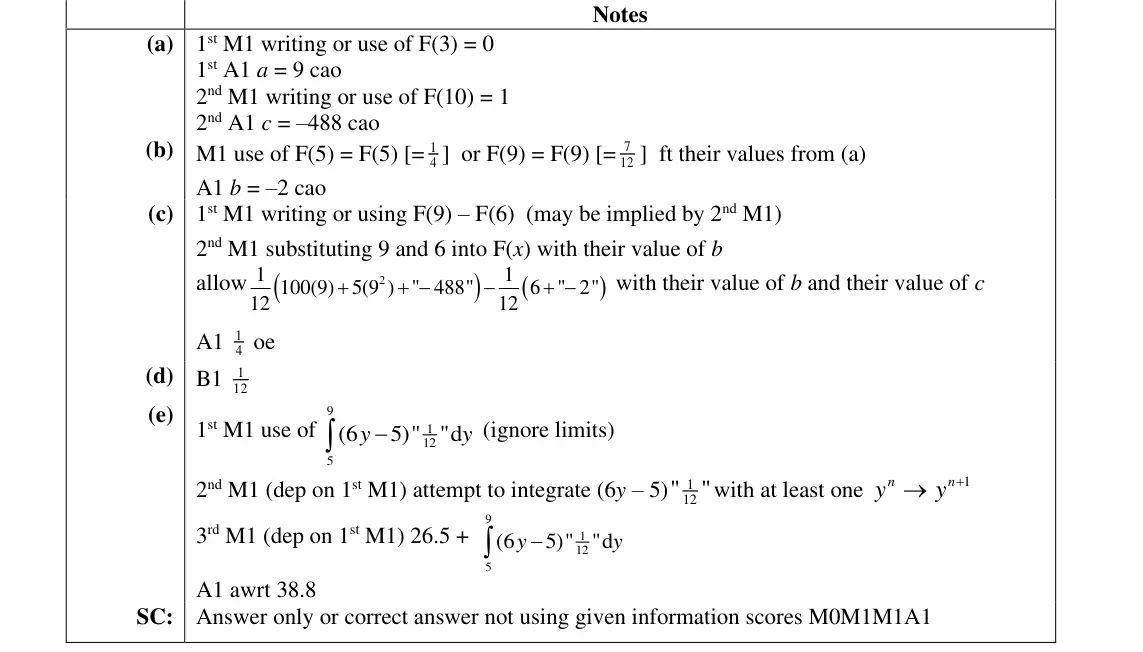 Notes
(a) 1st M1 writing or use of F(3) = 0
1st A1 a = 9 cao
2nd M1 writing or use of F(10) = 1
2nd A1 c = –488 cao
(b) M1 use of F(5) = F(5) [= 1/4 ] or F(9) = F(9) [= 7/12 ] ft their values from (a)
A1 b = –2 cao
(c) 1st M1 writing or using F(9) – F(6) (may be implied by 2nd M1)
2nd M1 substituting 9 and 6 into F(x) with their value of b
allow 1/12 (100(9) + 5(9²) + "– 488") – 1/12 (6 + "– 2") with their value of b and their value of c
A1 1/4 oe
(d) B1 1/12
(e) 1st M1 use of ∫₅⁹ (6y – 5) " 1/12 " dy (ignore limits)
2nd M1 (dep on 1st M1) attempt to integrate (6y – 5) " 1/12 " with at least one yⁿ → yⁿ⁺¹
3rd M1 (dep on 1st M1) 26.5 + ∫₅⁹ (6y – 5) " 1/12 " dy
A1 awrt 38.8
SC: Answer only or correct answer not using given information scores M0M1M1A1